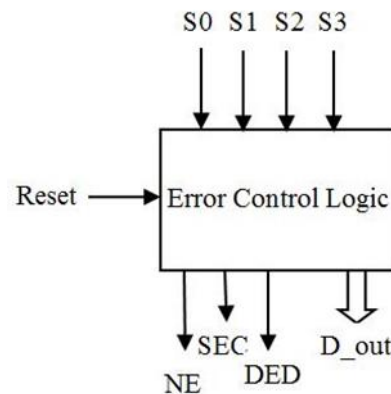 S0 S1 S2 S3
Reset
Error Control Logic
SEC
D_out
NE
DED